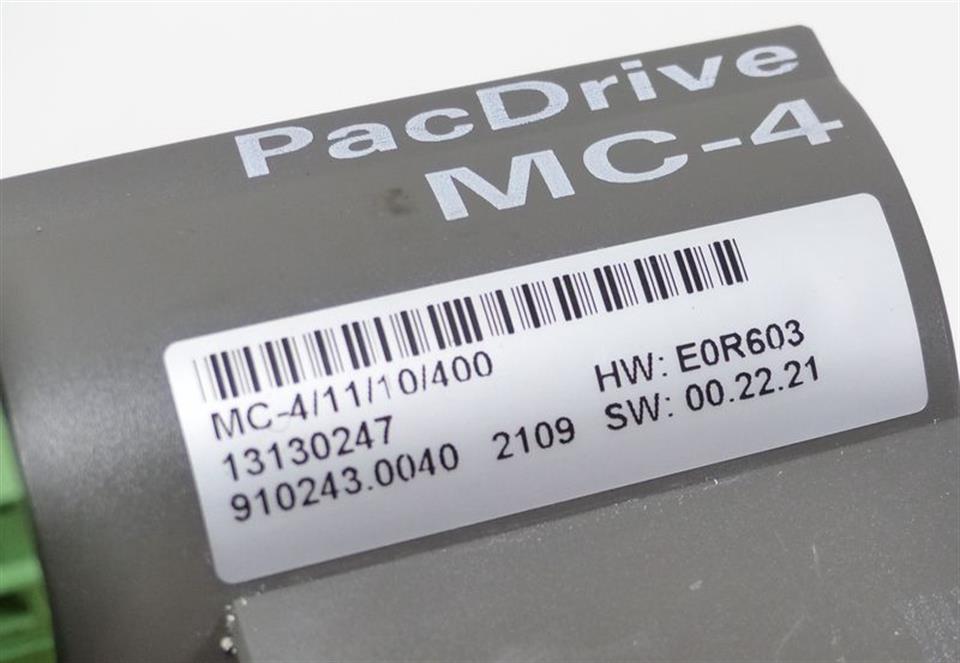 PacDrive
MC-4
MC-4/11/10/400
13130247
910243.0040 2109
HW: E0R603
SW: 00.22.21